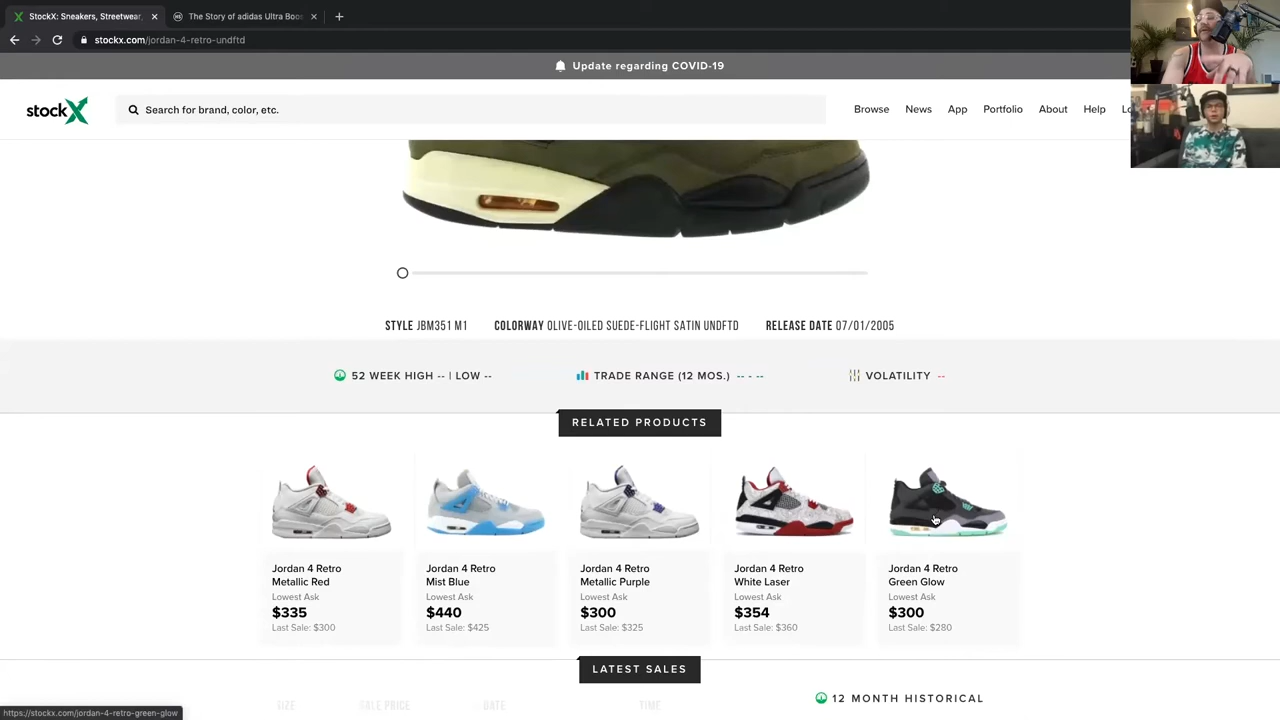 StockX: Sneakers, Streetwear,
The Story of adidas Ultra Boo
stockx.com/jordan-4-retro-undftd
Update regarding COVID-19
stockX
Search for brand, color, etc.
Browse News App Portfolio About Help
STYLE JBM351 M1 COLORWAY OLIVE-OILED SUEDE-FLIGHT SATIN UNDFTD RELEASE DATE 07/01/2005
52 WEEK HIGH -- | LOW -- TRADE RANGE (12 MOS.) -- - -- VOLATILITY --
RELATED PRODUCTS
Jordan 4 Retro
Metallic Red
Lowest Ask
$335
Last Sale: $300
Jordan 4 Retro
Mist Blue
Lowest Ask
$440
Last Sale: $425
Jordan 4 Retro
Metallic Purple
Lowest Ask
$300
Last Sale: $325
Jordan 4 Retro
White Laser
Lowest Ask
$354
Last Sale: $360
Jordan 4 Retro
Green Glow
Lowest Ask
$300
Last Sale: $280
LATEST SALES
SIZE SALE PRICE DATE TIME
12 MONTH HISTORICAL
https://stockx.com/jordan-4-retro-green-glow